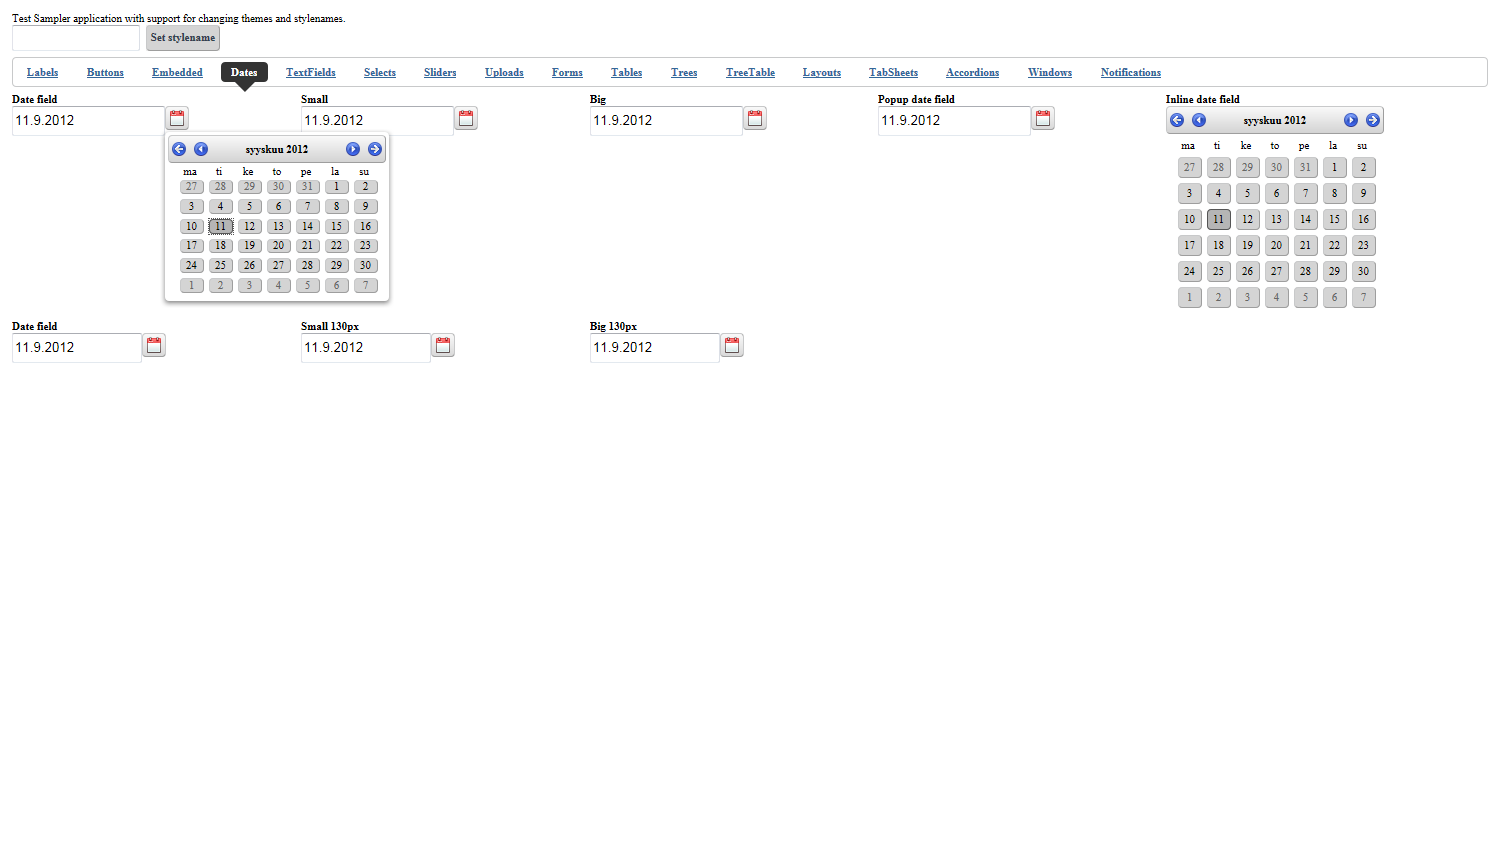 Test Sampler application with support for changing themes and stylenames.
Set stylename
Labels Buttons Embedded Dates TextFields Selects Sliders Uploads Forms Tables Trees TreeTable Layouts TabSheets Accordions Windows Notifications
Date field Small Big Popup date field Inline date field
11.9.2012 11.9.2012 11.9.2012 11.9.2012
syyskuu 2012
ma ti ke to pe la su
27 28 29 30 31 1 2
3 4 5 6 7 8 9
10 11 12 13 14 15 16
17 18 19 20 21 22 23
24 25 26 27 28 29 30
1 2 3 4 5 6 7
syyskuu 2012
ma ti ke to pe la su
27 28 29 30 31 1 2
3 4 5 6 7 8 9
10 11 12 13 14 15 16
17 18 19 20 21 22 23
24 25 26 27 28 29 30
1 2 3 4 5 6 7
Date field Small 130px Big 130px
11.9.2012 11.9.2012 11.9.2012